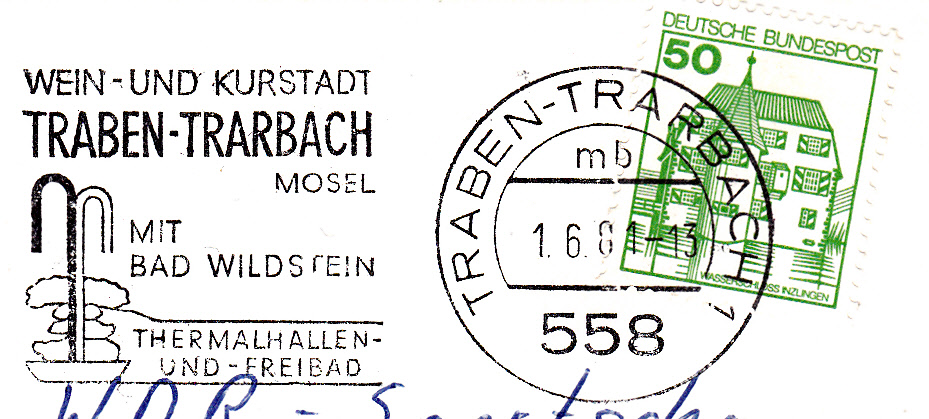 WEIN-UND KURSTADT
TRABEN-TRARBACH
MOSEL
MIT
BAD WILDSTEIN
THERMALHALLEN-
UND-FREIBAD
TRABEN-TRARBACH 1
mb
1.6.81-13
558
DEUTSCHE BUNDESPOST
50
WASSERSCHLOSS INZLINGEN
WDR -